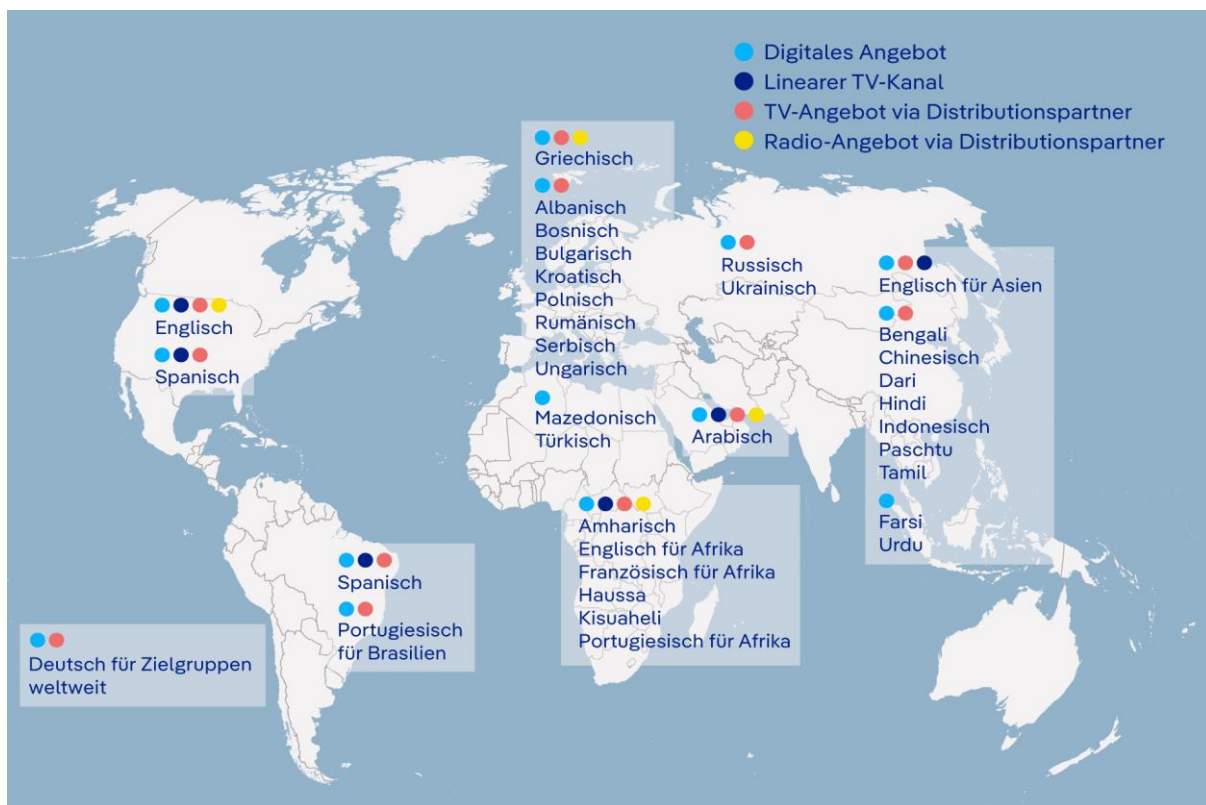 Digitales Angebot
Linearer TV-Kanal
TV-Angebot via Distributionspartner
Radio-Angebot via Distributionspartner
Englisch
Spanisch
Griechisch
Albanisch
Bosnisch
Bulgarisch
Kroatisch
Polnisch
Rumänisch
Serbisch
Ungarisch
Mazedonisch
Türkisch
Russisch
Ukrainisch
Arabisch
Englisch für Asien
Bengali
Chinesisch
Dari
Hindi
Indonesisch
Paschtu
Tamil
Farsi
Urdu
Amharisch
Englisch für Afrika
Französisch für Afrika
Haussa
Kisuaheli
Portugiesisch für Afrika
Spanisch
Portugiesisch
für Brasilien
Deutsch für Zielgruppen
weltweit